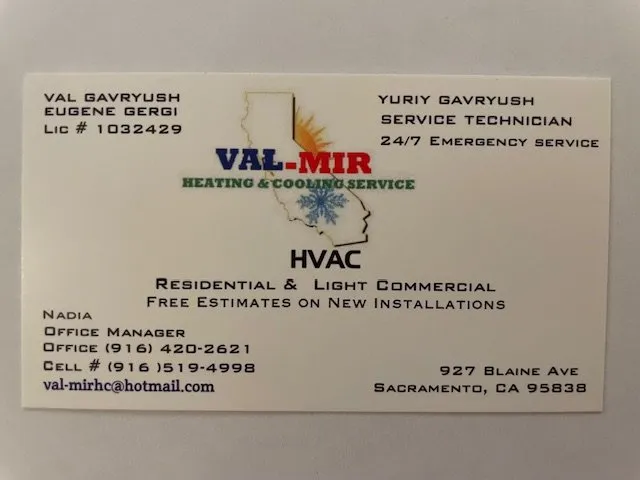 VAL GAVRYUSH
EUGENE GERGI
LIC # 1032429
YURIY GAVRYUSH
SERVICE TECHNICIAN
24/7 EMERGENCY SERVICE
VAL-MIR
HEATING & COOLING SERVICE
HVAC
RESIDENTIAL & LIGHT COMMERCIAL
FREE ESTIMATES ON NEW INSTALLATIONS
NADIA
OFFICE MANAGER
OFFICE (916) 420-2621
CELL # (916 )519-4998
val-mirhc@hotmail.com
927 BLAINE AVE
SACRAMENTO, CA 95838